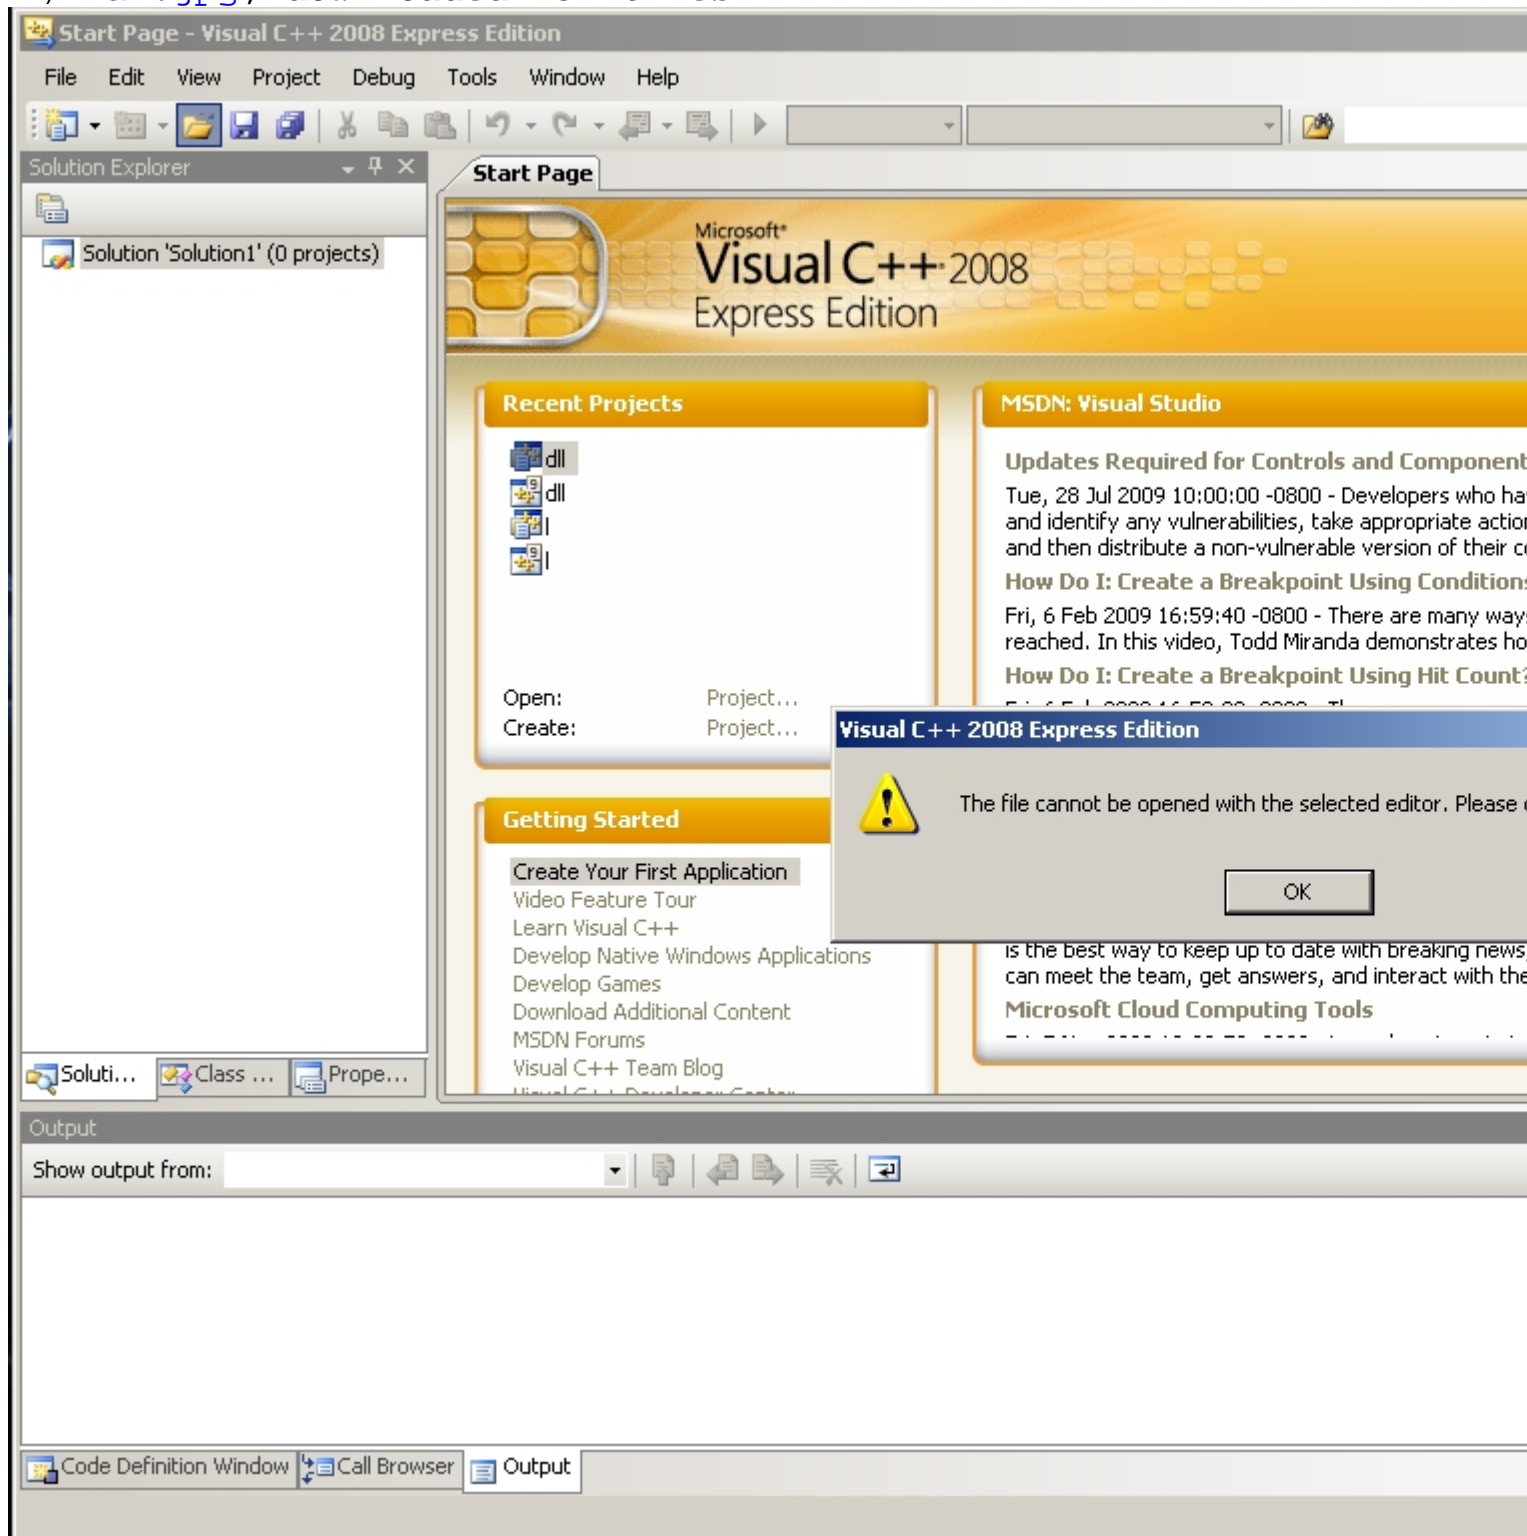 Start Page - Visual C++ 2008 Express Edition
File Edit View Project Debug Tools Window Help
Solution Explorer
Start Page
Solution 'Solution1' (0 projects)
Microsoft
Visual C++ 2008
Express Edition
Recent Projects
dll
dll
l
l
Open: Project...
Create: Project...
Getting Started
Create Your First Application
Video Feature Tour
Learn Visual C++
Develop Native Windows Applications
Develop Games
Download Additional Content
MSDN Forums
Visual C++ Team Blog
Visual C++ Developer Center
MSDN: Visual Studio
Updates Required for Controls and Component
Tue, 28 Jul 2009 10:00:00 -0800 - Developers who ha
and identify any vulnerabilities, take appropriate action
and then distribute a non-vulnerable version of their c
How Do I: Create a Breakpoint Using Conditions
Fri, 6 Feb 2009 16:59:40 -0800 - There are many ways
reached. In this video, Todd Miranda demonstrates ho
How Do I: Create a Breakpoint Using Hit Count?
Visual C++ 2008 Express Edition
The file cannot be opened with the selected editor. Please
OK
is the best way to keep up to date with breaking news,
can meet the team, get answers, and interact with the
Microsoft Cloud Computing Tools
Soluti... Class ... Prope...
Output
Show output from:
Code Definition Window Call Browser Output